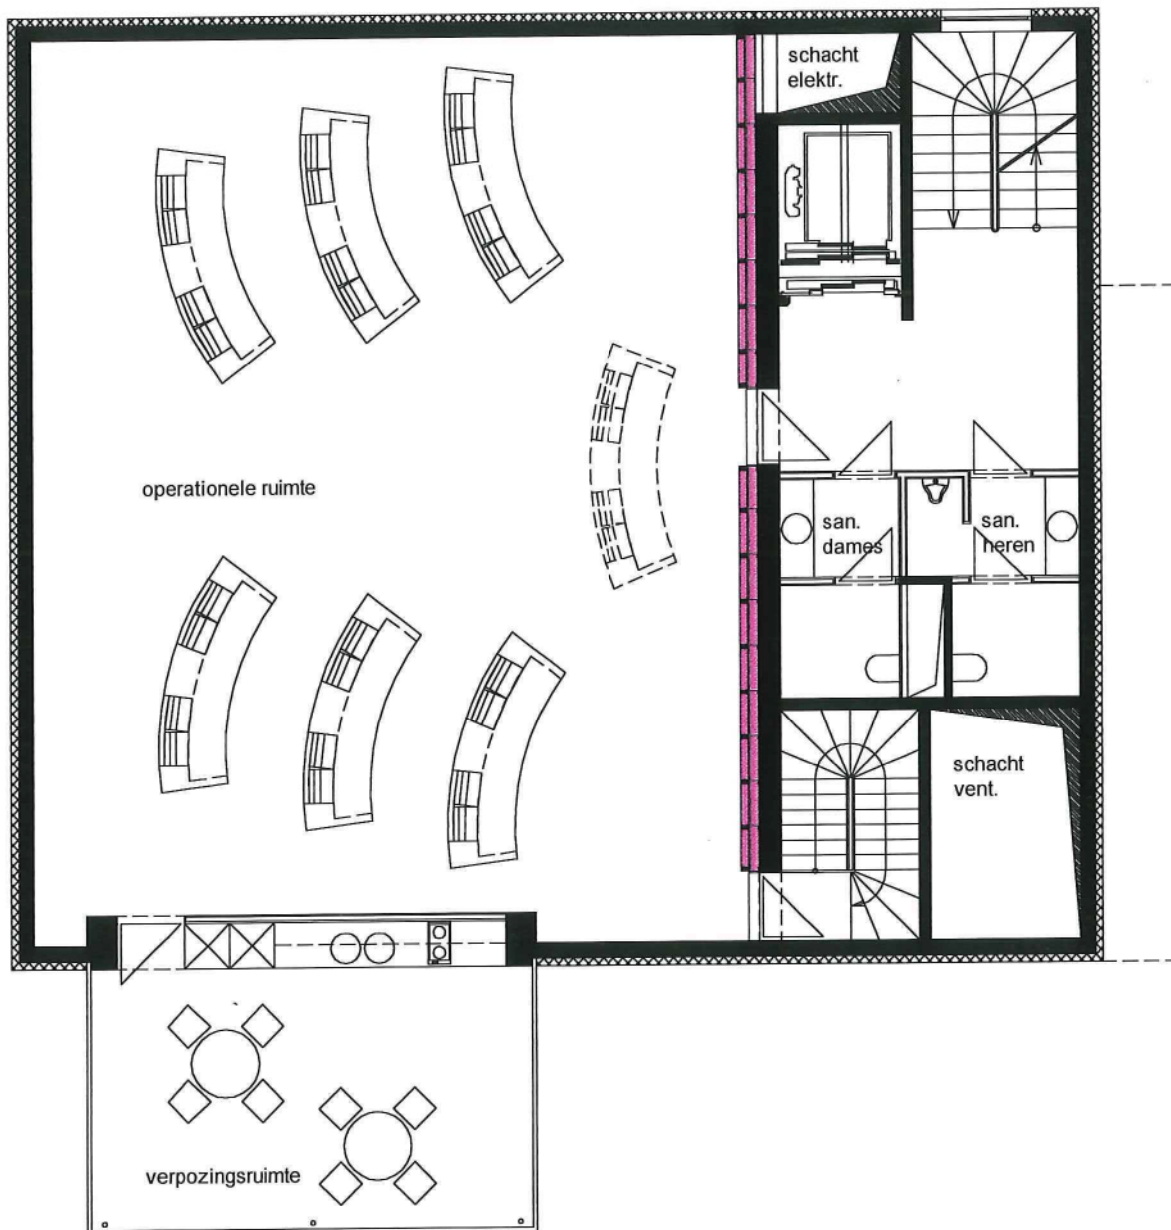 schacht
elektr.
operationele ruimte
san.
dames
san.
heren
schacht
vent.
verpozingsruimte